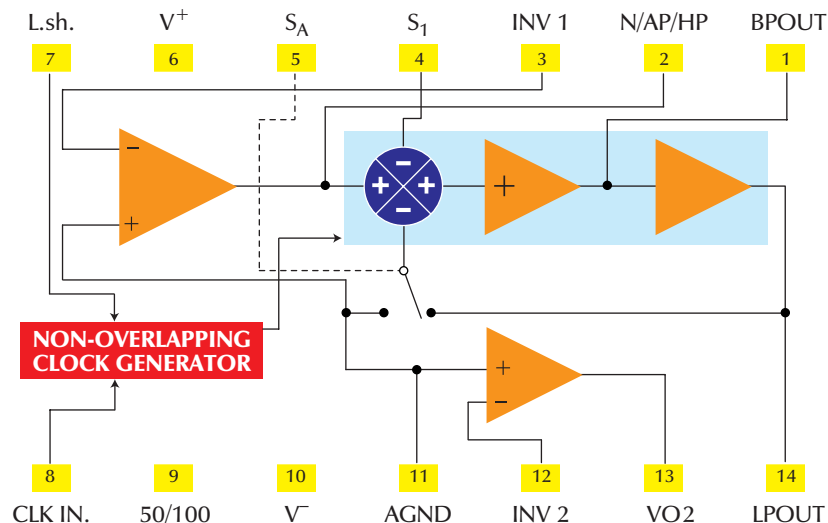 L.sh. V⁺ S_A S₁ INV 1 N/AP/HP BPOUT
7 6 5 4 3 2 1
− −
+ + +
+ −
NON-OVERLAPPING
CLOCK GENERATOR
+
−
8 9 10 11 12 13 14
CLK IN. 50/100 V⁻ AGND INV 2 VO2 LPOUT